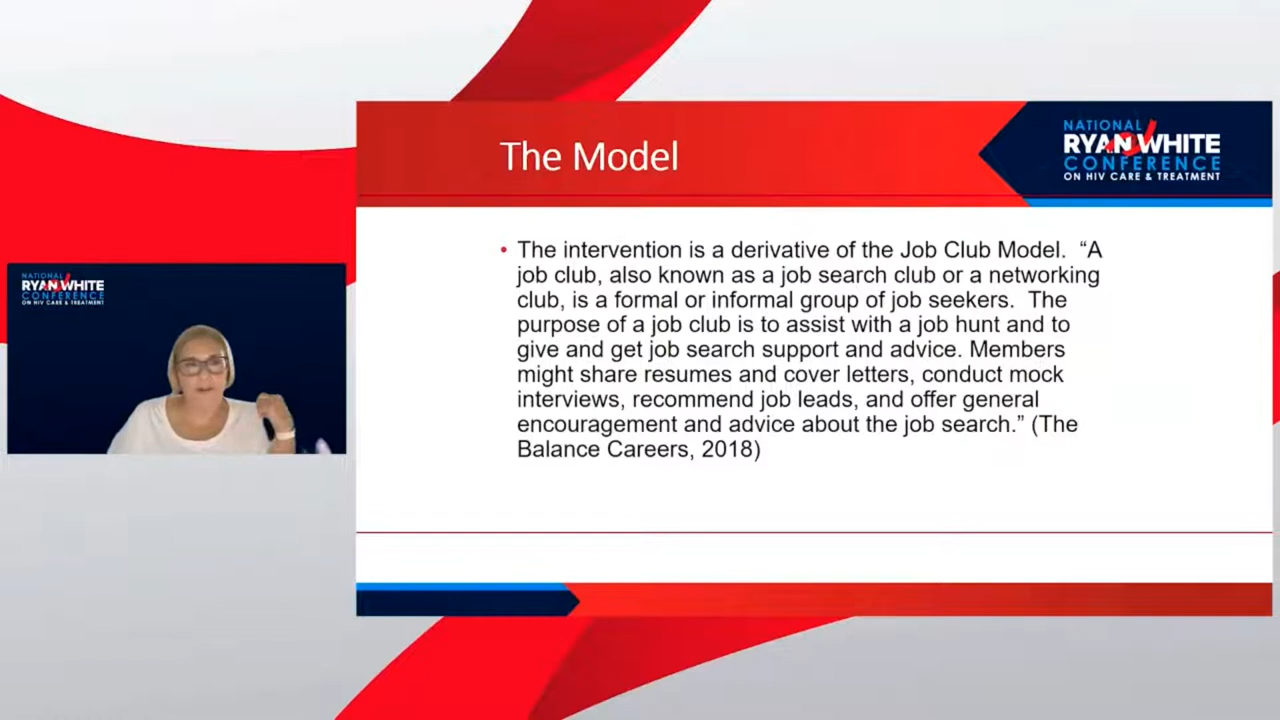 NATIONAL
RYAN WHITE
CONFERENCE
ON HIV CARE & TREATMENT
The Model
NATIONAL
RYAN WHITE
CONFERENCE
ON HIV CARE & TREATMENT
• The intervention is a derivative of the Job Club Model.  “A
job club, also known as a job search club or a networking
club, is a formal or informal group of job seekers.  The
purpose of a job club is to assist with a job hunt and to
give and get job search support and advice. Members
might share resumes and cover letters, conduct mock
interviews, recommend job leads, and offer general
encouragement and advice about the job search.” (The
Balance Careers, 2018)